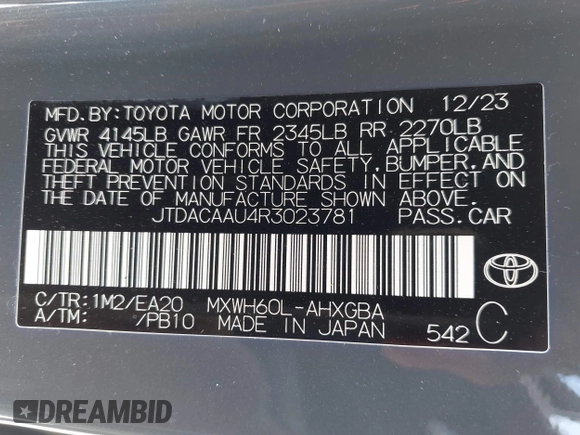 MFD.BY:TOYOTA MOTOR CORPORATION 12/23
GVWR 4145LB GAWR FR 2345LB RR 2270LB
THIS VEHICLE CONFORMS TO ALL APPLICABLE
FEDERAL MOTOR VEHICLE SAFETY, BUMPER, AND
THEFT PREVENTION STANDARDS IN EFFECT ON
THE DATE OF MANUFACTURE SHOWN ABOVE.
JTDACAAU4R3023781 PASS.CAR
C/TR:1M2/EA20 MXWH60L-AHXGBA
A/TM: /PB10 MADE IN JAPAN 542 C
TOYOTA
DREAMBID